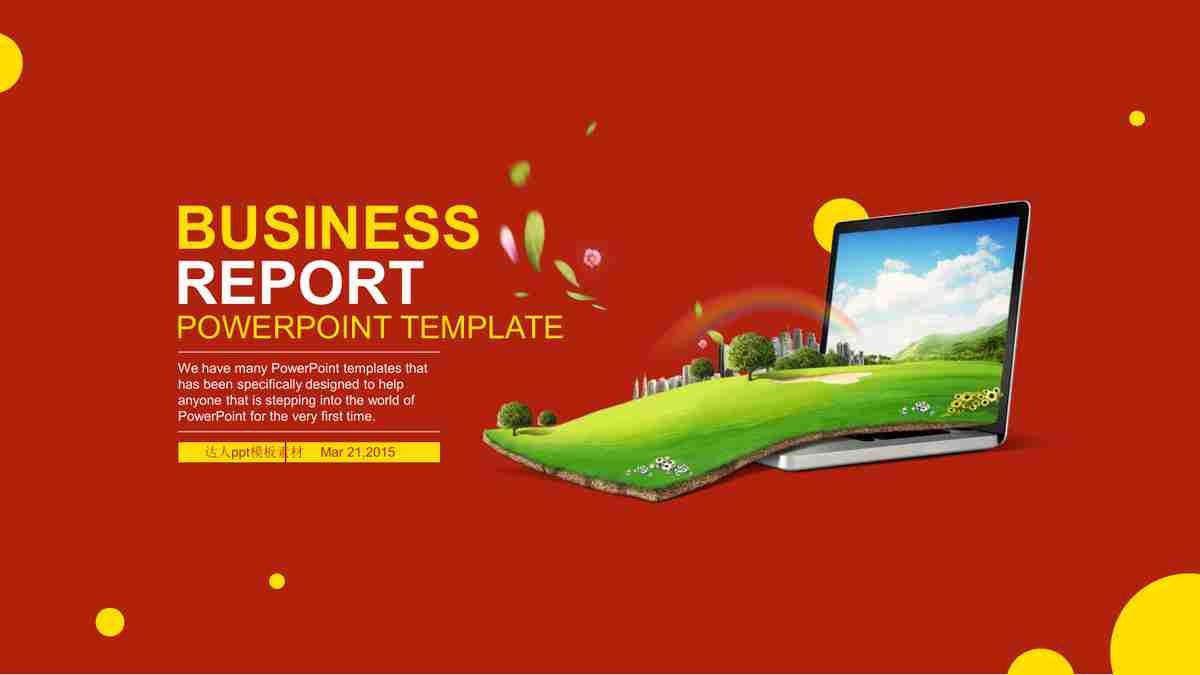 BUSINESS
REPORT
POWERPOINT TEMPLATE
We have many PowerPoint templates that
has been specifically designed to help
anyone that is stepping into the world of
PowerPoint for the very first time.
达人ppt模板素材 Mar 21,2015